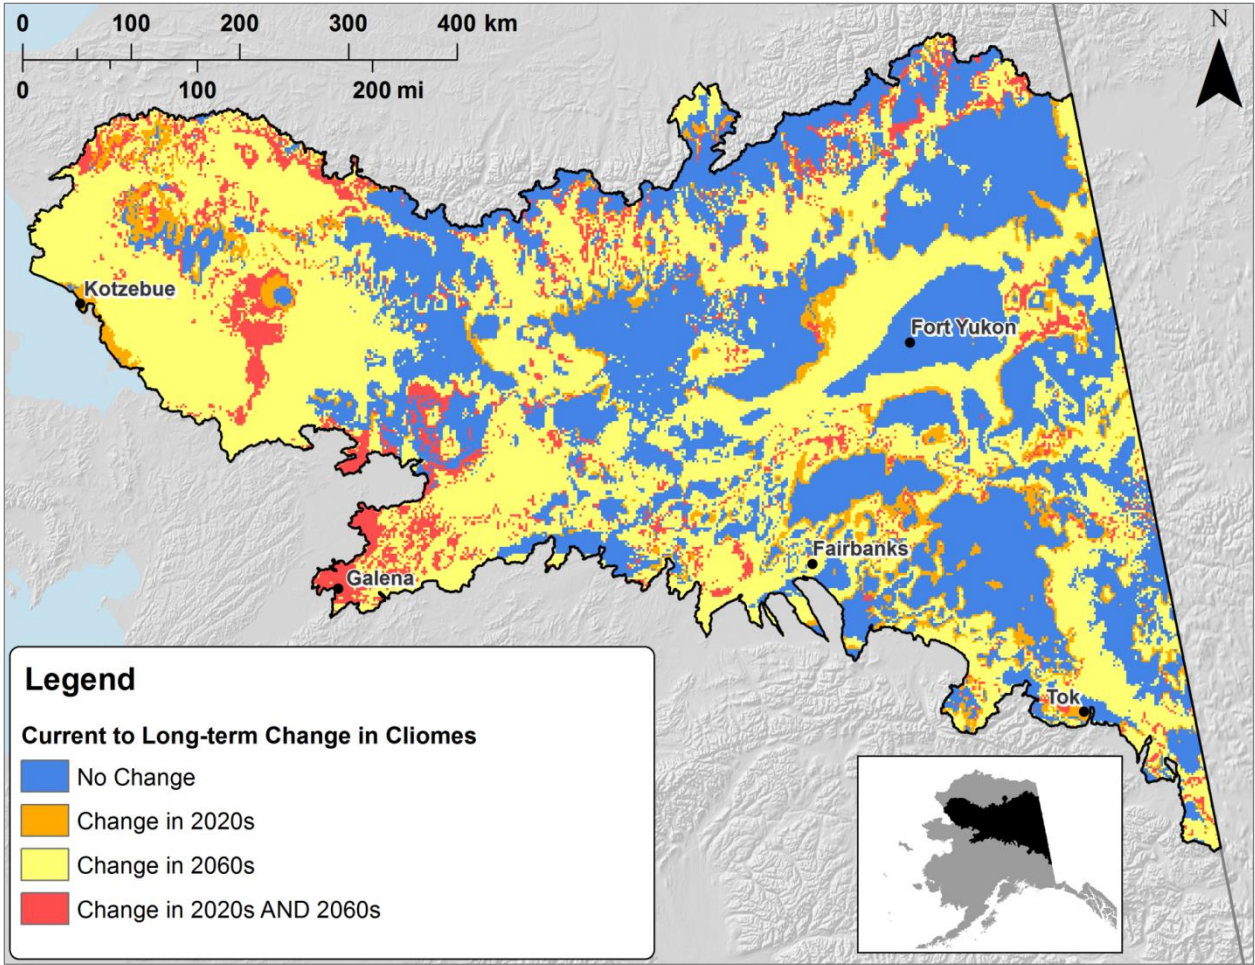 0 100 200 300 400 km
0 100 200 mi
N
Kotzebue
Fort Yukon
Fairbanks
Galena
Tok
Legend
Current to Long-term Change in Cliomes
No Change
Change in 2020s
Change in 2060s
Change in 2020s AND 2060s